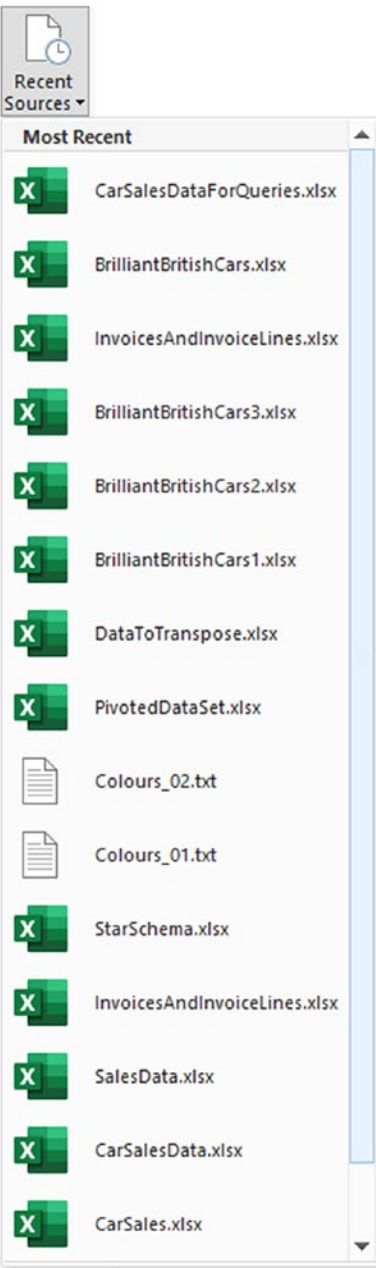 Recent
Sources
Most Recent
CarSalesDataForQueries.xlsx
BrilliantBritishCars.xlsx
InvoicesAndInvoiceLines.xlsx
BrilliantBritishCars3.xlsx
BrilliantBritishCars2.xlsx
BrilliantBritishCars1.xlsx
DataToTranspose.xlsx
PivotedDataSet.xlsx
Colours_02.txt
Colours_01.txt
StarSchema.xlsx
InvoicesAndInvoiceLines.xlsx
SalesData.xlsx
CarSalesData.xlsx
CarSales.xlsx